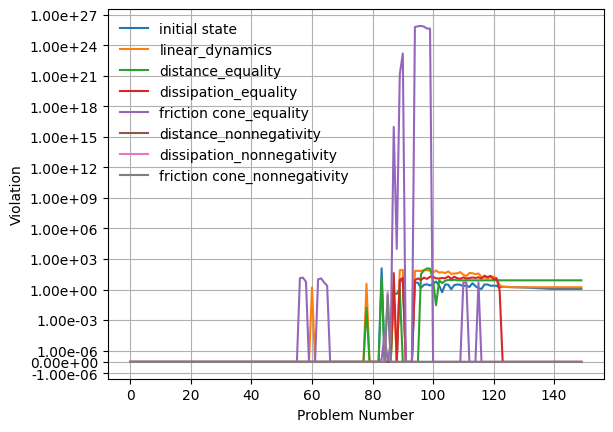 1.00e+27
1.00e+24
1.00e+21
1.00e+18
1.00e+15
1.00e+12
1.00e+09
1.00e+06
1.00e+03
1.00e+00
1.00e-03
1.00e-06
0.00e+00
-1.00e-06
Violation
initial state
linear_dynamics
distance_equality
dissipation_equality
friction cone_equality
distance_nonnegativity
dissipation_nonnegativity
friction cone_nonnegativity
0 20 40 60 80 100 120 140
Problem Number